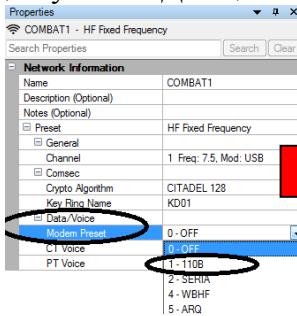 Properties
COMBAT1 - HF Fixed Frequency
Search Properties Search Clear
Network Information
Name COMBAT1
Description (Optional)
Notes (Optional)
Preset HF Fixed Frequency
General
Channel 1 Freq: 7.5, Mod: USB
Comsec
Crypto Algorithm CITADEL 128
Key Ring Name KD01
Data/Voice
Modem Preset 0 - OFF
CT Voice 0 - OFF
PT Voice 1 - 110B
2 - SERIA
4 - WBHF
5 - ARQ